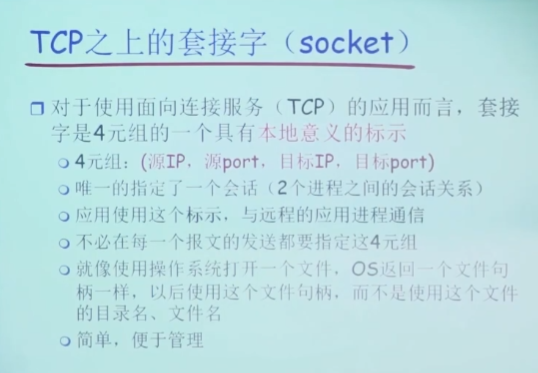 TCP之上的套接字（socket）
对于使用面向连接服务（TCP）的应用而言，套接
字是4元组的一个具有本地意义的标示
4元组：(源IP，源port，目标IP，目标port)
唯一的指定了一个会话（2个进程之间的会话关系）
应用使用这个标示，与远程的应用进程通信
不必在每一个报文的发送都要指定这4元组
就像使用操作系统打开一个文件，OS返回一个文件句
柄一样，以后使用这个文件句柄，而不是使用这个文件
的目录名、文件名
简单，便于管理